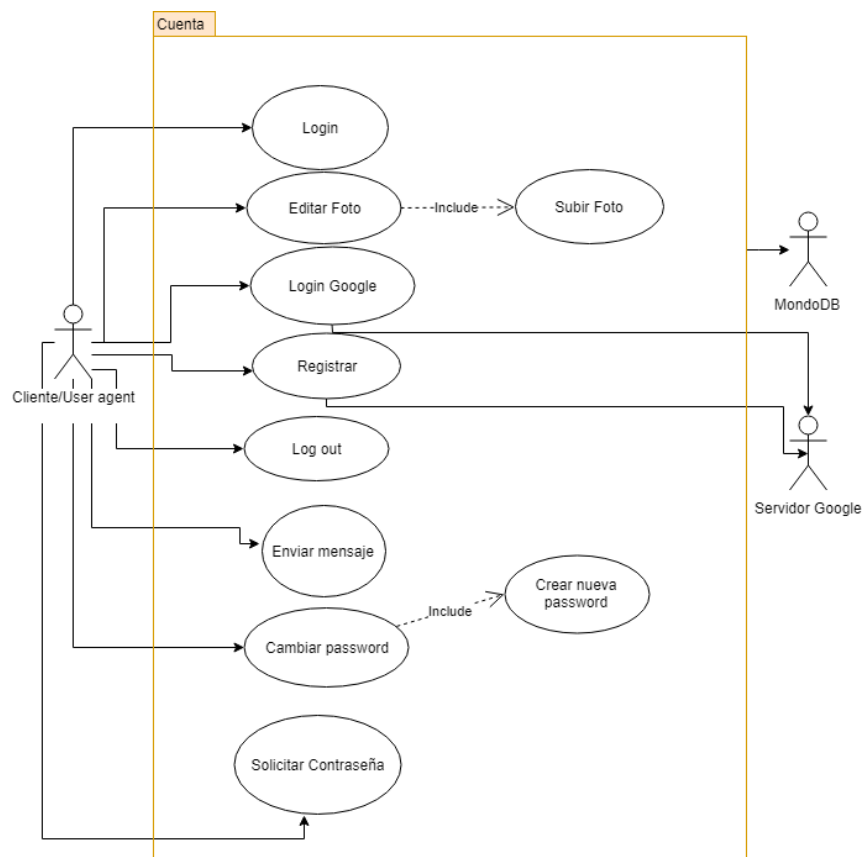 Cuenta
Login
Editar Foto
Include
Subir Foto
Login Google
MondoDB
Registrar
Cliente/User agent
Log out
Servidor Google
Enviar mensaje
Crear nueva
password
Include
Cambiar password
Solicitar Contraseña